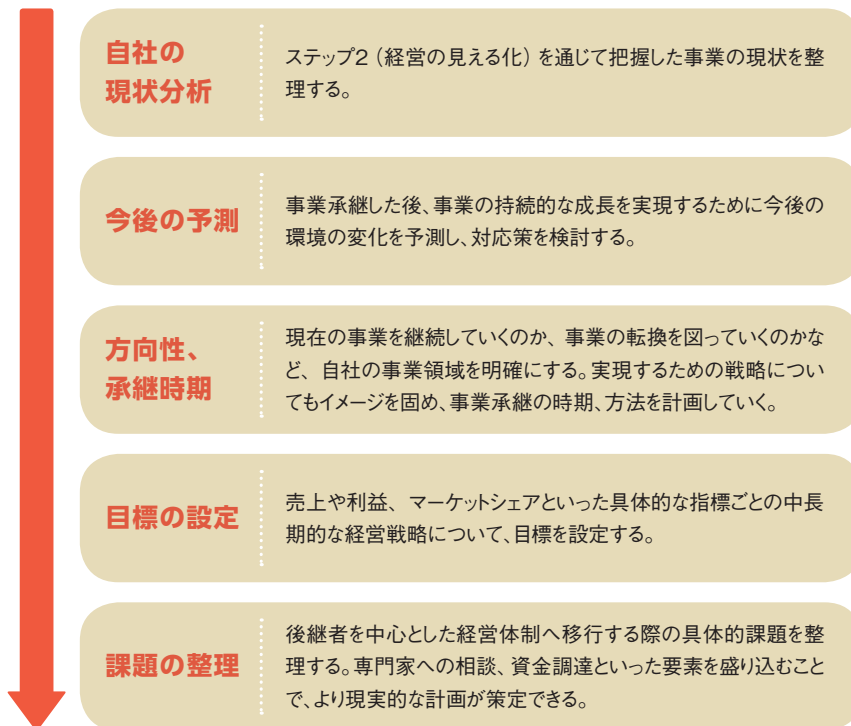 自社の
現状分析
ステップ2（経営の見える化）を通じて把握した事業の現状を整
理する。
今後の予測
事業承継した後、事業の持続的な成長を実現するために今後の
環境の変化を予測し、対応策を検討する。
方向性、
承継時期
現在の事業を継続していくのか、事業の転換を図っていくのかな
ど、自社の事業領域を明確にする。実現するための戦略につい
てもイメージを固め、事業承継の時期、方法を計画していく。
目標の設定
売上や利益、マーケットシェアといった具体的な指標ごとの中長
期的な経営戦略について、目標を設定する。
課題の整理
後継者を中心とした経営体制へ移行する際の具体的課題を整
理する。専門家への相談、資金調達といった要素を盛り込むこと
で、より現実的な計画が策定できる。